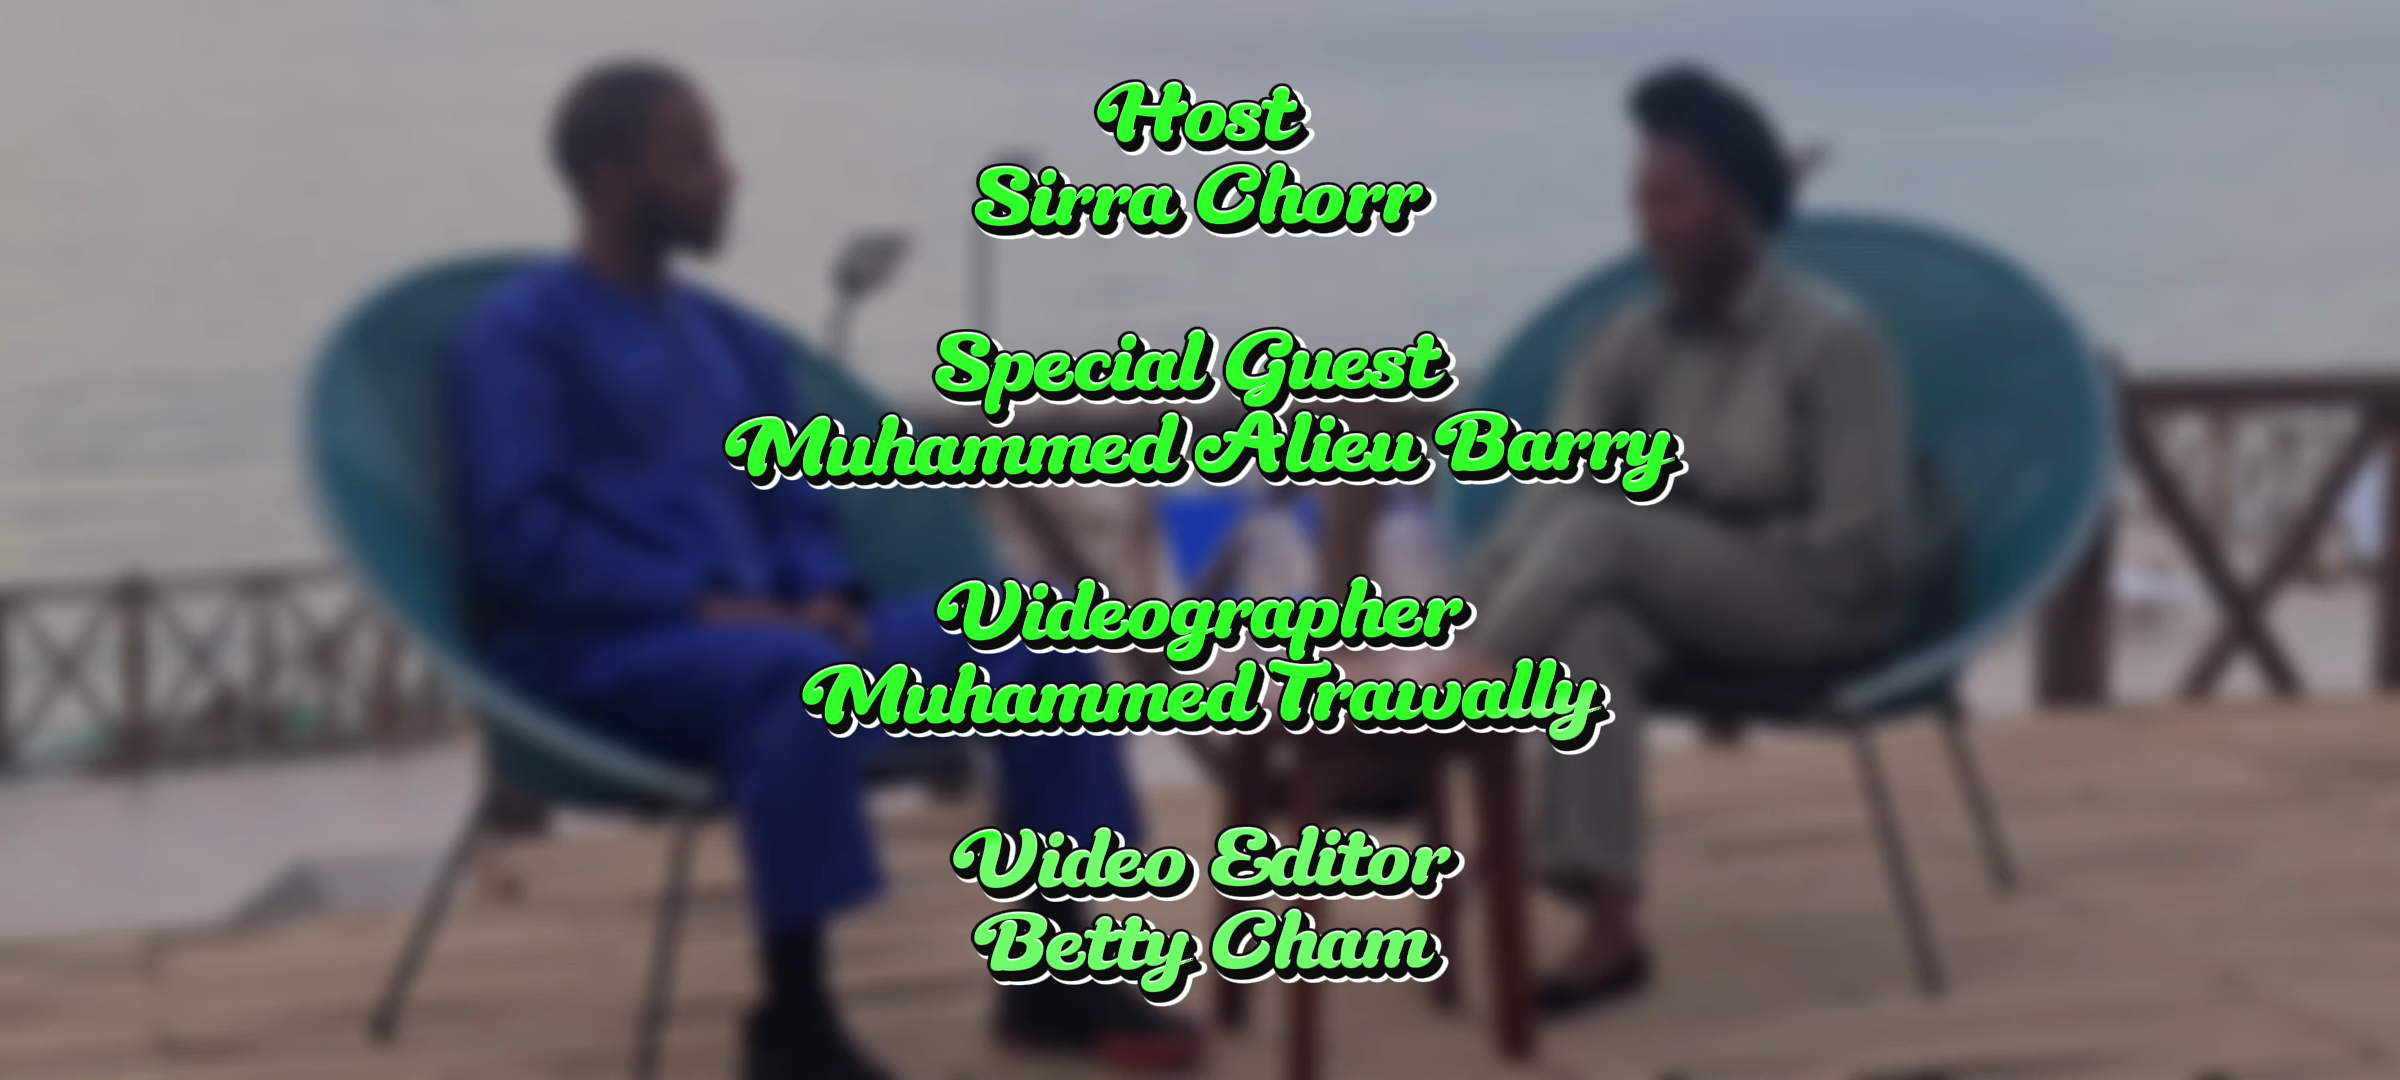 Host
Sirra Chorr
Special Guest
Muhammed Alieu Barry
Videographer
Muhammed Trawally
Video Editor
Betty Cham